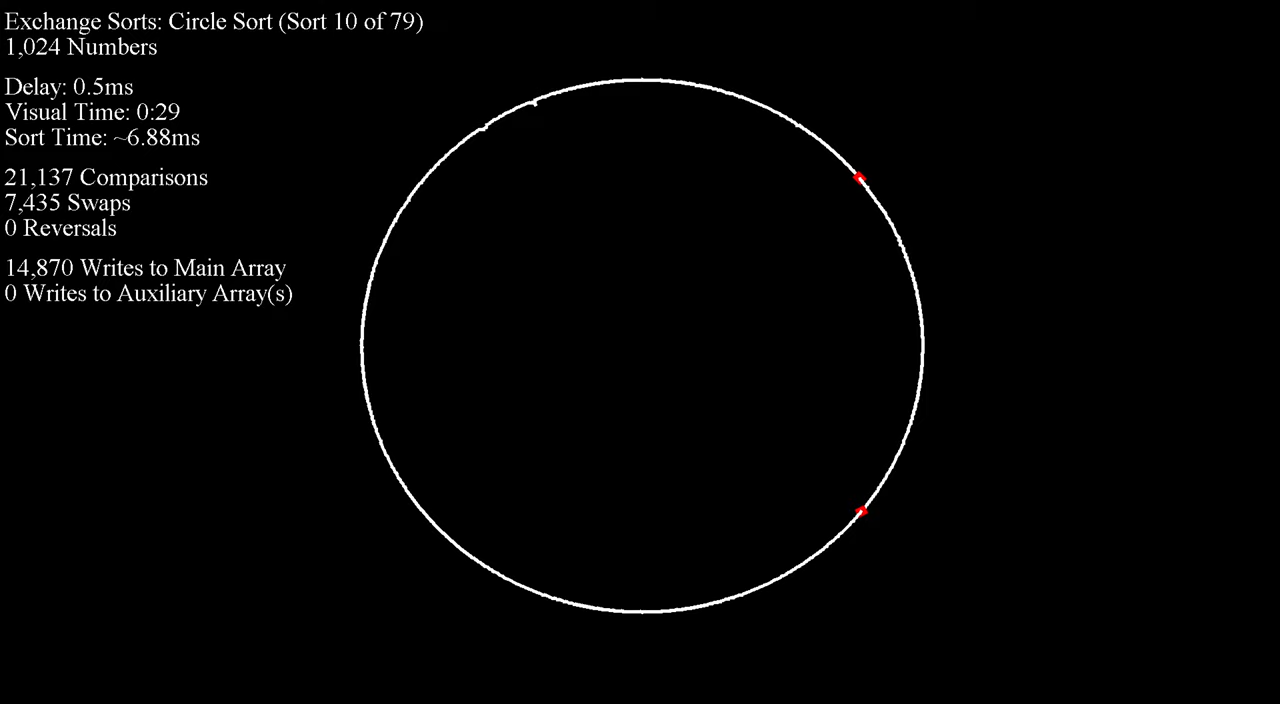 Exchange Sorts: Circle Sort (Sort 10 of 79)
1,024 Numbers
Delay: 0.5ms
Visual Time: 0:29
Sort Time: ~6.88ms
21,137 Comparisons
7,435 Swaps
0 Reversals
14,870 Writes to Main Array
0 Writes to Auxiliary Array(s)